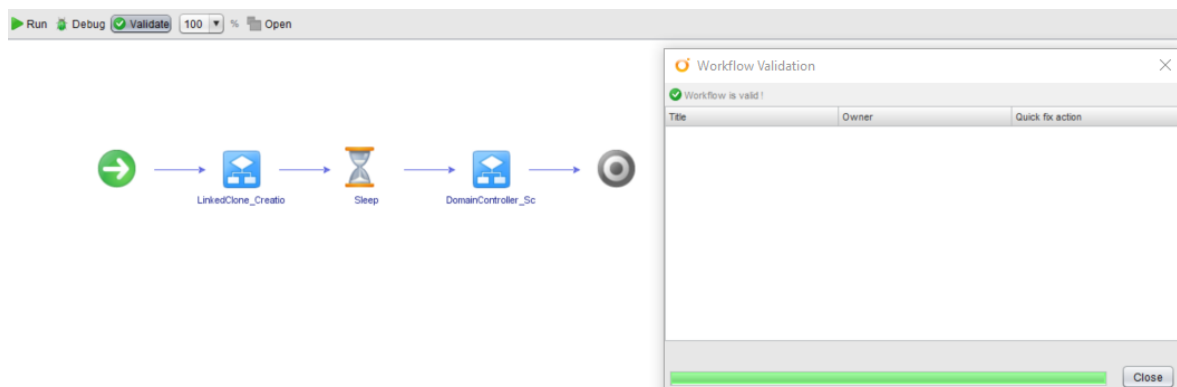 Run Debug Validate 100 % Open
Workflow Validation
Workflow is valid!
Title Owner Quick fix action
LinkedClone_Creatio Sleep DomainController_Sc
Close